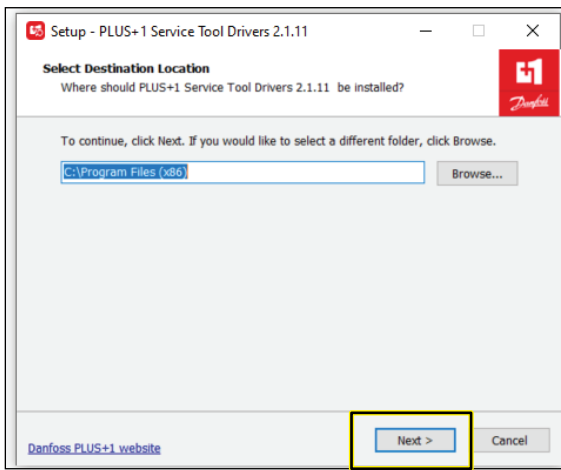 Setup - PLUS+1 Service Tool Drivers 2.1.11
Select Destination Location
Where should PLUS+1 Service Tool Drivers 2.1.11 be installed?
Danfoss
To continue, click Next. If you would like to select a different folder, click Browse.
C:\Program Files (x86)
Browse...
Danfoss PLUS+1 website
Next >
Cancel